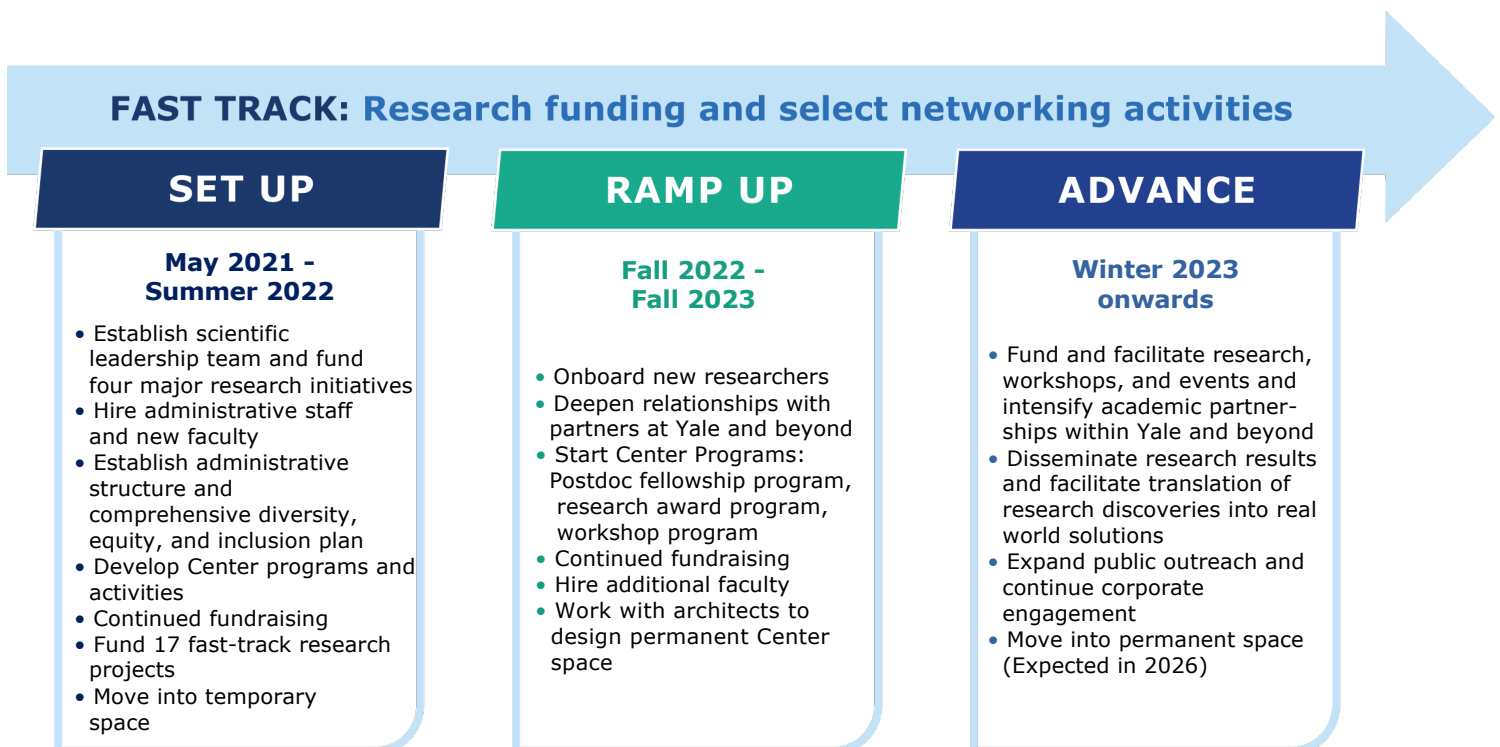 FAST TRACK: Research funding and select networking activities
SET UP
May 2021 -
Summer 2022
• Establish scientific
leadership team and fund
four major research initiatives
• Hire administrative staff
and new faculty
• Establish administrative
structure and
comprehensive diversity,
equity, and inclusion plan
• Develop Center programs and
activities
• Continued fundraising
• Fund 17 fast-track research
projects
• Move into temporary
space
RAMP UP
Fall 2022 -
Fall 2023
• Onboard new researchers
• Deepen relationships with
partners at Yale and beyond
• Start Center Programs:
Postdoc fellowship program,
research award program,
workshop program
• Continued fundraising
• Hire additional faculty
• Work with architects to
design permanent Center
space
ADVANCE
Winter 2023
onwards
• Fund and facilitate research,
workshops, and events and
intensify academic partner-
ships within Yale and beyond
• Disseminate research results
and facilitate translation of
research discoveries into real
world solutions
• Expand public outreach and
continue corporate
engagement
• Move into permanent space
(Expected in 2026)